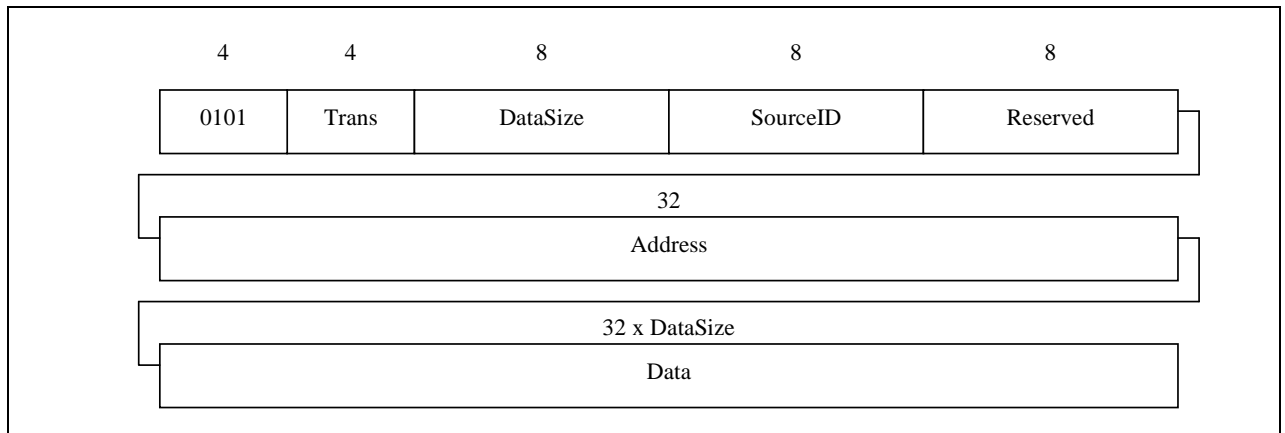 4 4 8 8 8
0101 Trans DataSize SourceID Reserved
32
Address
32 x DataSize
Data